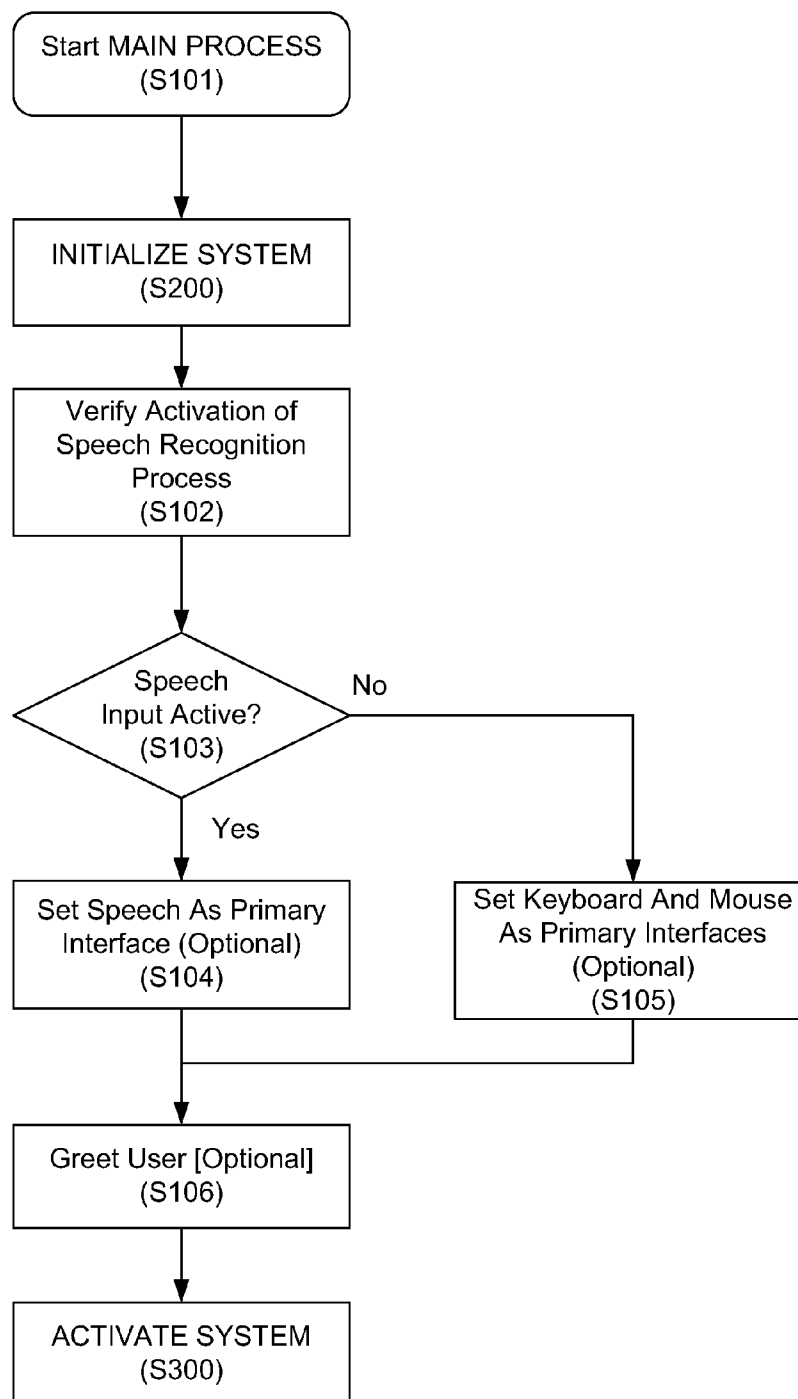 Start MAIN PROCESS
(S101)
INITIALIZE SYSTEM
(S200)
Verify Activation of
Speech Recognition
Process
(S102)
Speech
Input Active?
(S103)
No
Yes
Set Speech As Primary
Interface (Optional)
(S104)
Set Keyboard And Mouse
As Primary Interfaces
(Optional)
(S105)
Greet User [Optional]
(S106)
ACTIVATE SYSTEM
(S300)